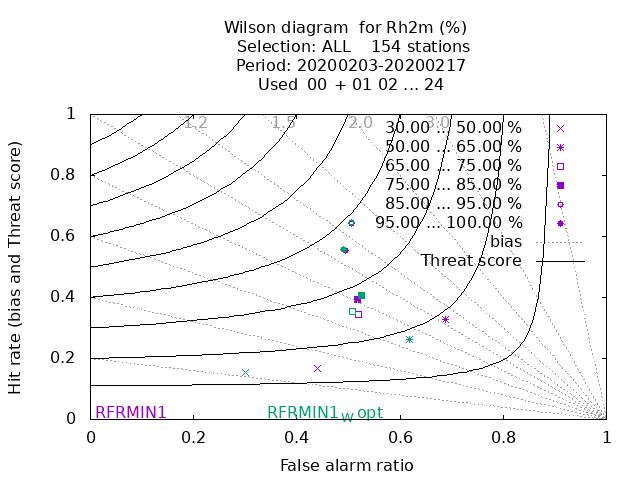 Wilson diagram  for Rh2m (%)
Selection: ALL    154 stations
Period: 20200203-20200217
Used  00  + 01 02 ... 24
1.2
1.5
2.0
3.0
30.00 ... 50.00 %
50.00 ... 65.00 %
65.00 ... 75.00 %
75.00 ... 85.00 %
85.00 ... 95.00 %
95.00 ... 100.00 %
bias
Threat score
Hit rate (bias and Threat score)
1
0.8
0.6
0.4
0.2
0
RFRMIN1
RFRMIN1w opt
0
0.2
0.4
0.6
0.8
1
False alarm ratio